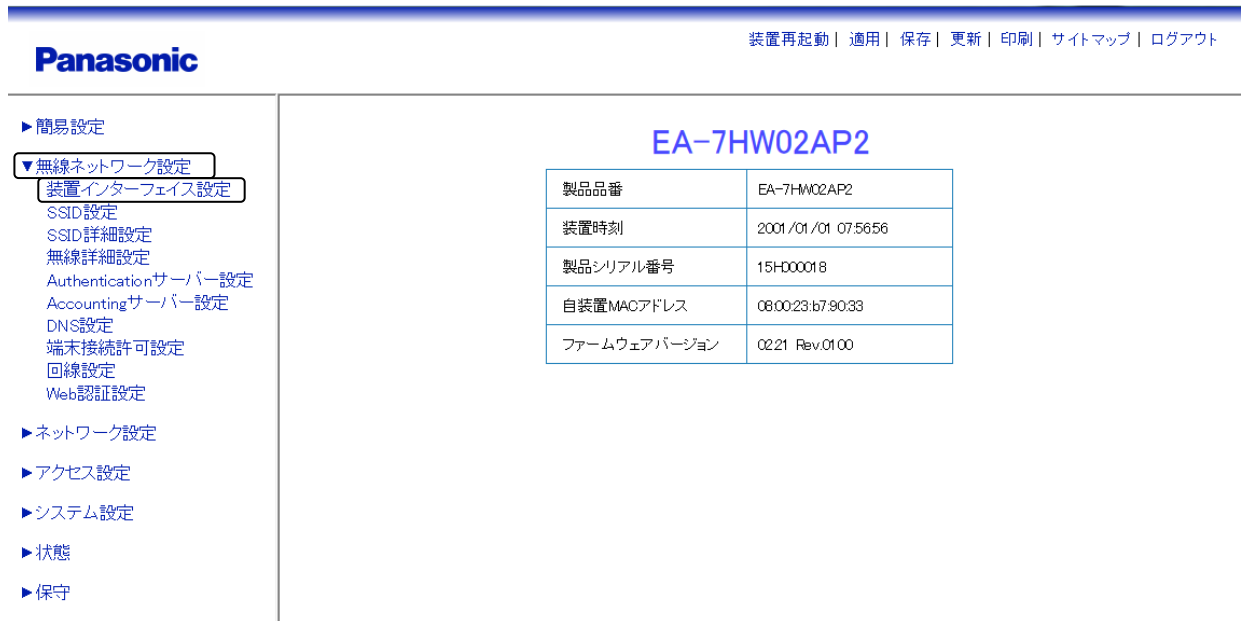 Panasonic
装置再起動| 適用| 保存| 更新| 印刷| サイトマップ| ログアウト
▶簡易設定
▼無線ネットワーク設定
装置インターフェイス設定
SSID設定
SSID詳細設定
無線詳細設定
Authenticationサーバー設定
Accountingサーバー設定
DNS設定
端末接続許可設定
回線設定
Web認証設定
▶ネットワーク設定
▶アクセス設定
▶システム設定
▶状態
▶保守
EA-7HW02AP2
製品品番 EA-7HW02AP2
装置時刻 2001/01/01 07:56:56
製品シリアル番号 15H000018
自装置MACアドレス 08:00:23:b7:90:33
ファームウェアバージョン 0221 Rev.0100